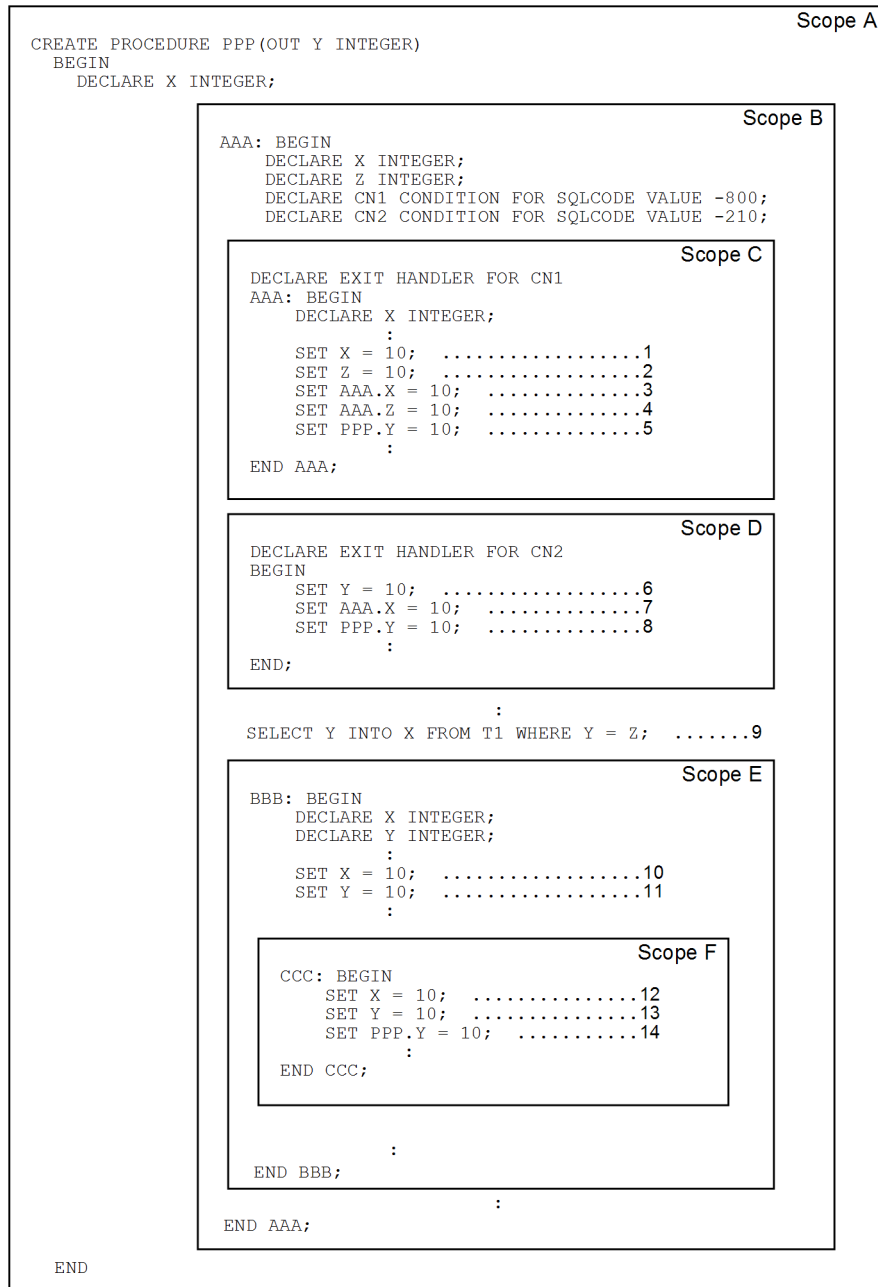 Scope A
CREATE PROCEDURE PPP(OUT Y INTEGER)
BEGIN
DECLARE X INTEGER;
Scope B
AAA: BEGIN
DECLARE X INTEGER;
DECLARE Z INTEGER;
DECLARE CN1 CONDITION FOR SQLCODE VALUE -800;
DECLARE CN2 CONDITION FOR SQLCODE VALUE -210;
Scope C
DECLARE EXIT HANDLER FOR CN1
AAA: BEGIN
DECLARE X INTEGER;
:
SET X = 10; ..................1
SET Z = 10; ..................2
SET AAA.X = 10; ..............3
SET AAA.Z = 10; ..............4
SET PPP.Y = 10; ..............5
:
END AAA;
Scope D
DECLARE EXIT HANDLER FOR CN2
BEGIN
SET Y = 10; ..................6
SET AAA.X = 10; ..............7
SET PPP.Y = 10; ..............8
:
END;
:
SELECT Y INTO X FROM T1 WHERE Y = Z; .......9
Scope E
BBB: BEGIN
DECLARE X INTEGER;
DECLARE Y INTEGER;
:
SET X = 10; ..................10
SET Y = 10; ..................11
:
Scope F
CCC: BEGIN
SET X = 10; ...............12
SET Y = 10; ...............13
SET PPP.Y = 10; ...........14
:
END CCC;
:
END BBB;
:
END AAA;
END